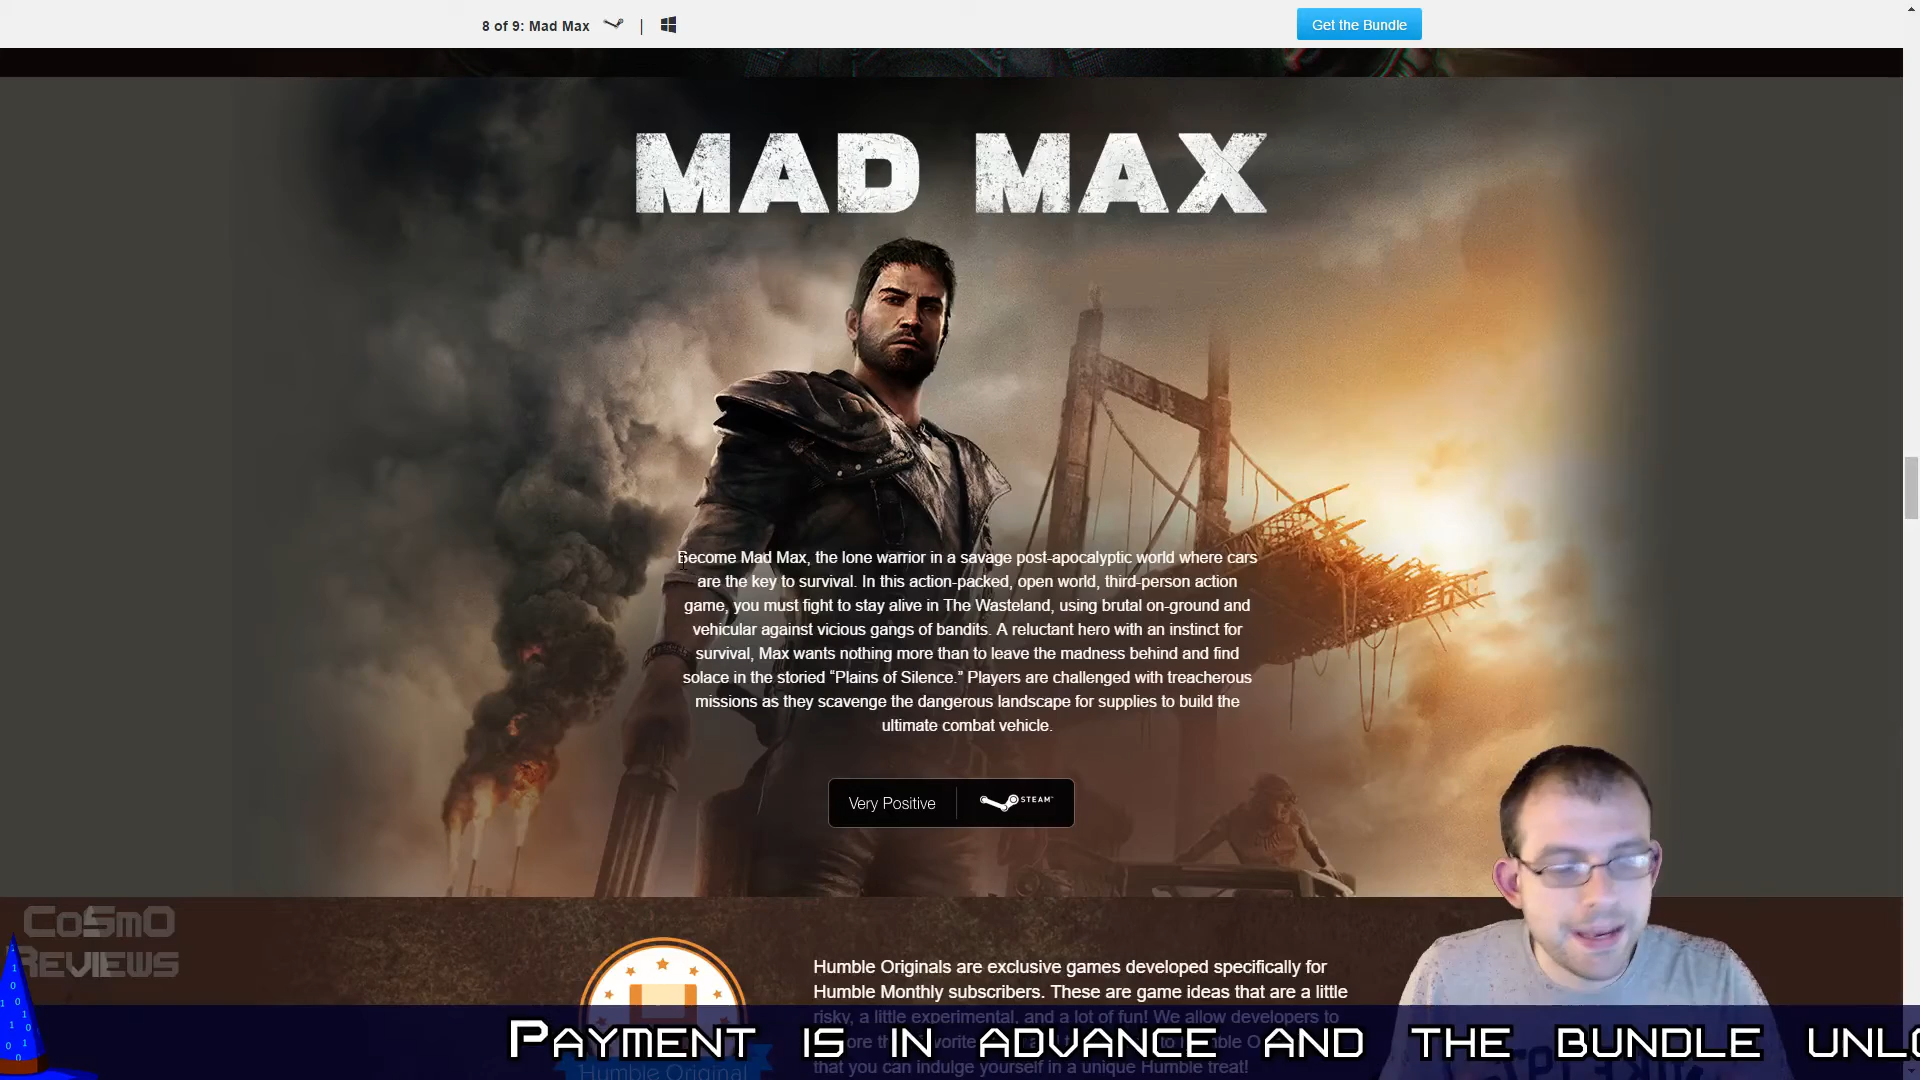 8 of 9: Mad Max
|
Get the Bundle
MAD MAX
Become Mad Max, the lone warrior in a savage post-apocalyptic world where cars
are the key to survival. In this action-packed, open world, third-person action
game, you must fight to stay alive in The Wasteland, using brutal on-ground and
vehicular against vicious gangs of bandits. A reluctant hero with an instinct for
survival, Max wants nothing more than to leave the madness behind and find
solace in the storied “Plains of Silence.” Players are challenged with treacherous
missions as they scavenge the dangerous landscape for supplies to build the
ultimate combat vehicle.
Very Positive
STEAM
CoSmO
Reviews
Humble Originals are exclusive games developed specifically for
Humble Monthly subscribers. These are game ideas that are a little
risky, a little experimental, and a lot of fun! We allow developers to
that you can indulge yourself in a unique Humble treat!
Humble Original
Payment is in advance and the bundle unlo